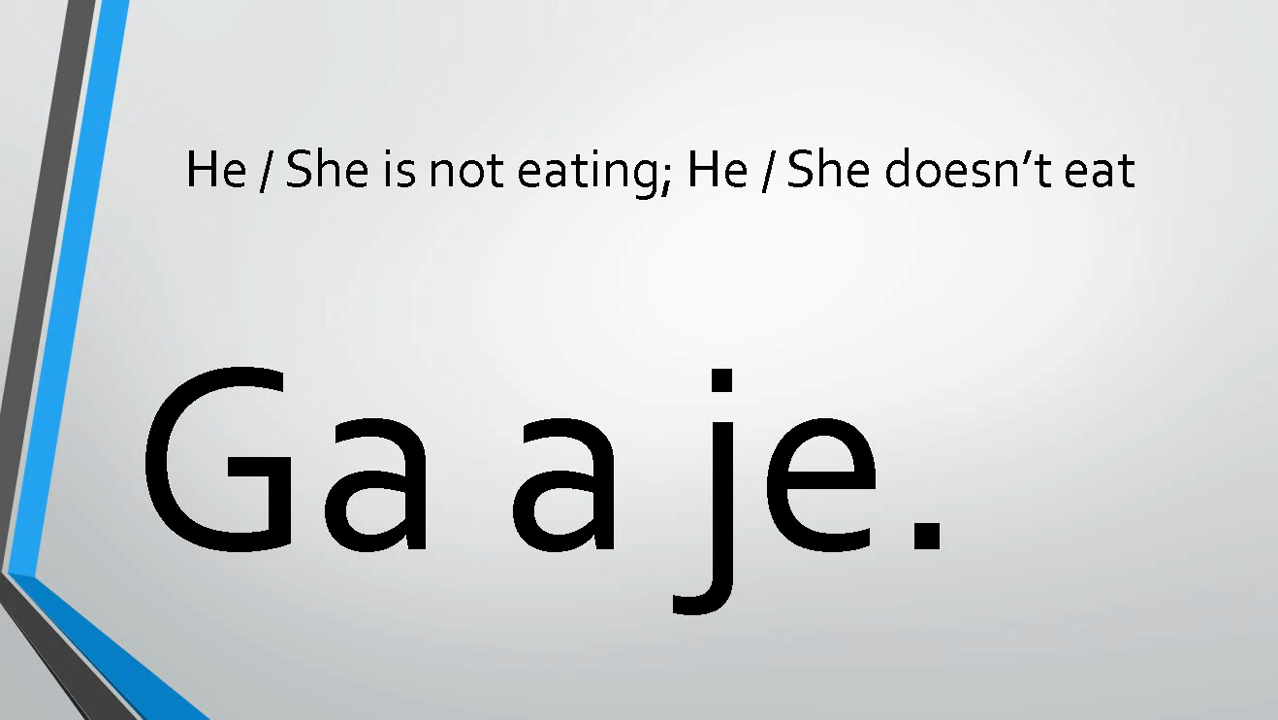 He / She is not eating; He / She doesn’t eat
Ga a je.